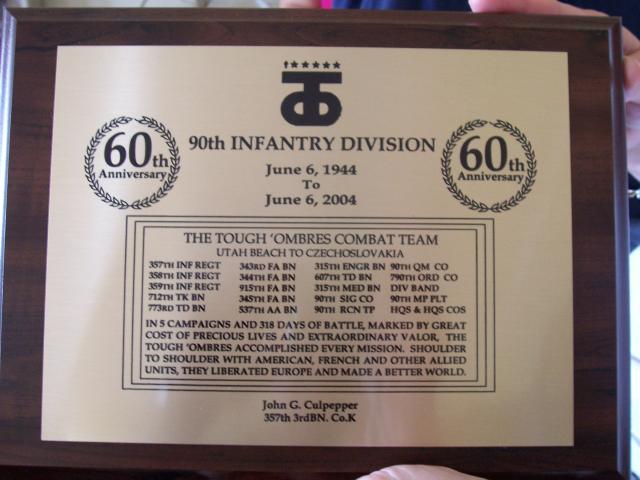 60th
Anniversary
90th INFANTRY DIVISION
June 6, 1944
To
June 6, 2004
60th
Anniversary
THE TOUGH 'OMBRES COMBAT TEAM
UTAH BEACH TO CZECHOSLOVAKIA
357TH INF REGT 343RD FA BN 315TH ENGR BN 90TH QM CO
358TH INF REGT 344TH FA BN 607TH TD BN 790TH ORD CO
359TH INF REGT 915TH FA BN 315TH MED BN DIV BAND
712TH TK BN 345TH FA BN 90TH SIG CO 90TH MP PLT
773RD TD BN 537TH AA BN 90TH RCN TP HQS & HQS COS
IN 5 CAMPAIGNS AND 318 DAYS OF BATTLE, MARKED BY GREAT
COST OF PRECIOUS LIVES AND EXTRAORDINARY VALOR, THE
TOUGH 'OMBRES ACCOMPLISHED EVERY MISSION. SHOULDER
TO SHOULDER WITH AMERICAN, FRENCH AND OTHER ALLIED
UNITS, THEY LIBERATED EUROPE AND MADE A BETTER WORLD.
John G. Culpepper
357th 3rdBN. Co.K